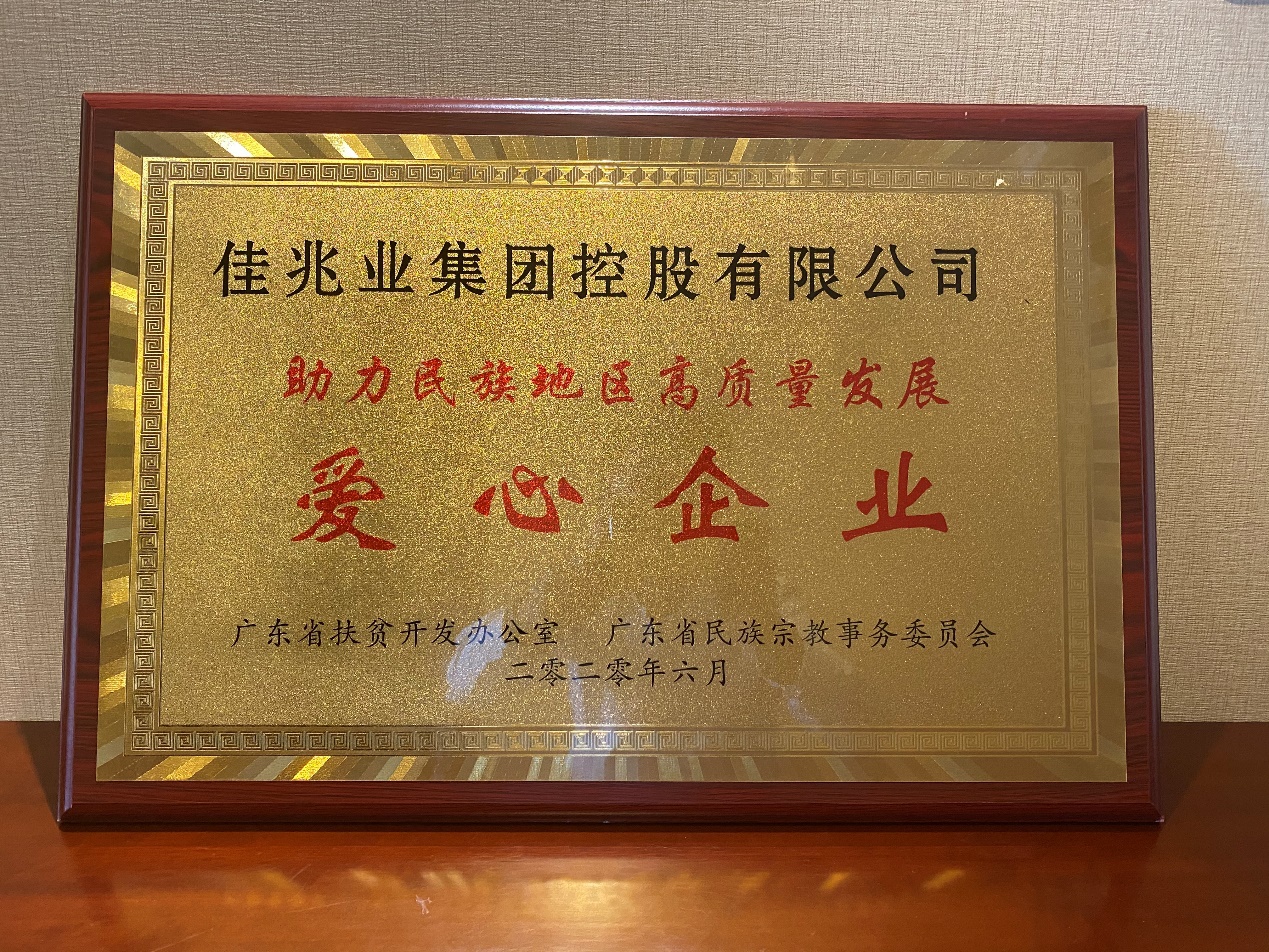 佳兆业集团控股有限公司
助力民族地区高质量发展
爱心企业
广东省扶贫开发办公室 广东省民族宗教事务委员会
二零二零年六月